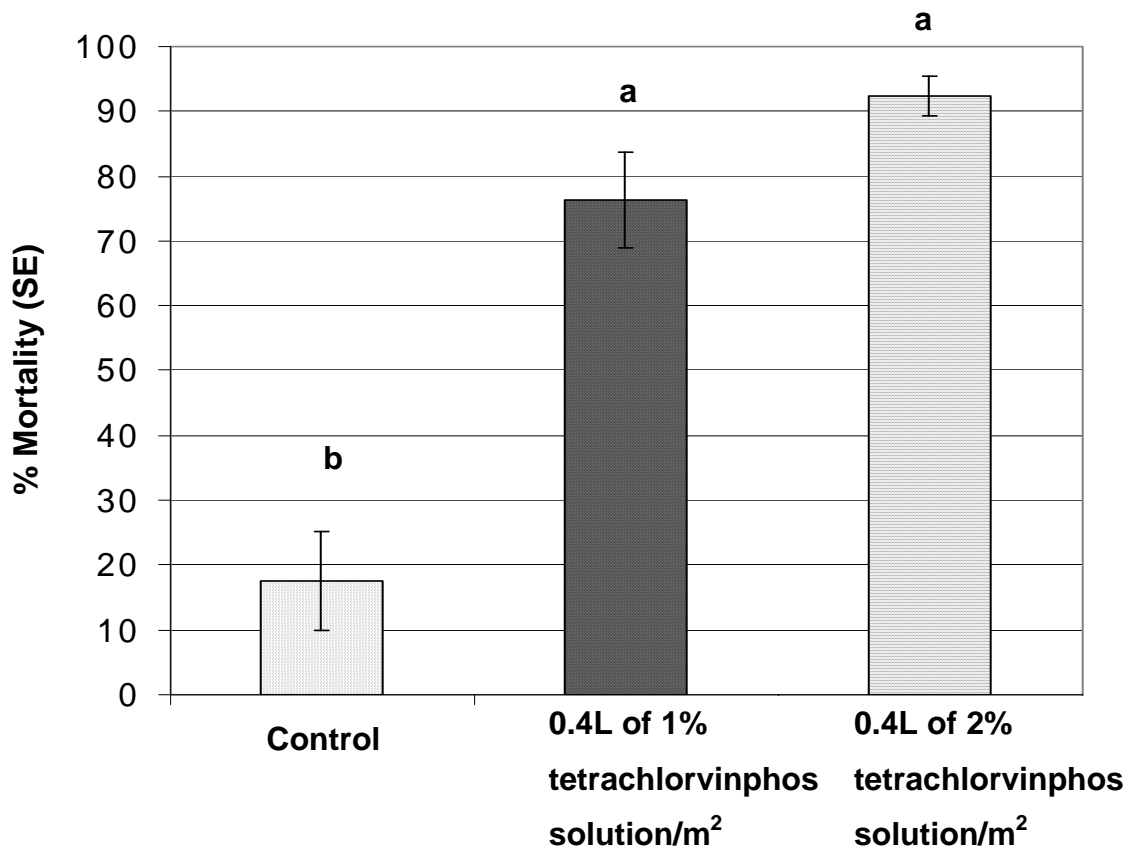 a
a
b
% Mortality (SE)
100
90
80
70
60
50
40
30
20
10
0
Control
0.4L of 1%
tetrachlorvinphos
solution/m²
0.4L of 2%
tetrachlorvinphos
solution/m²